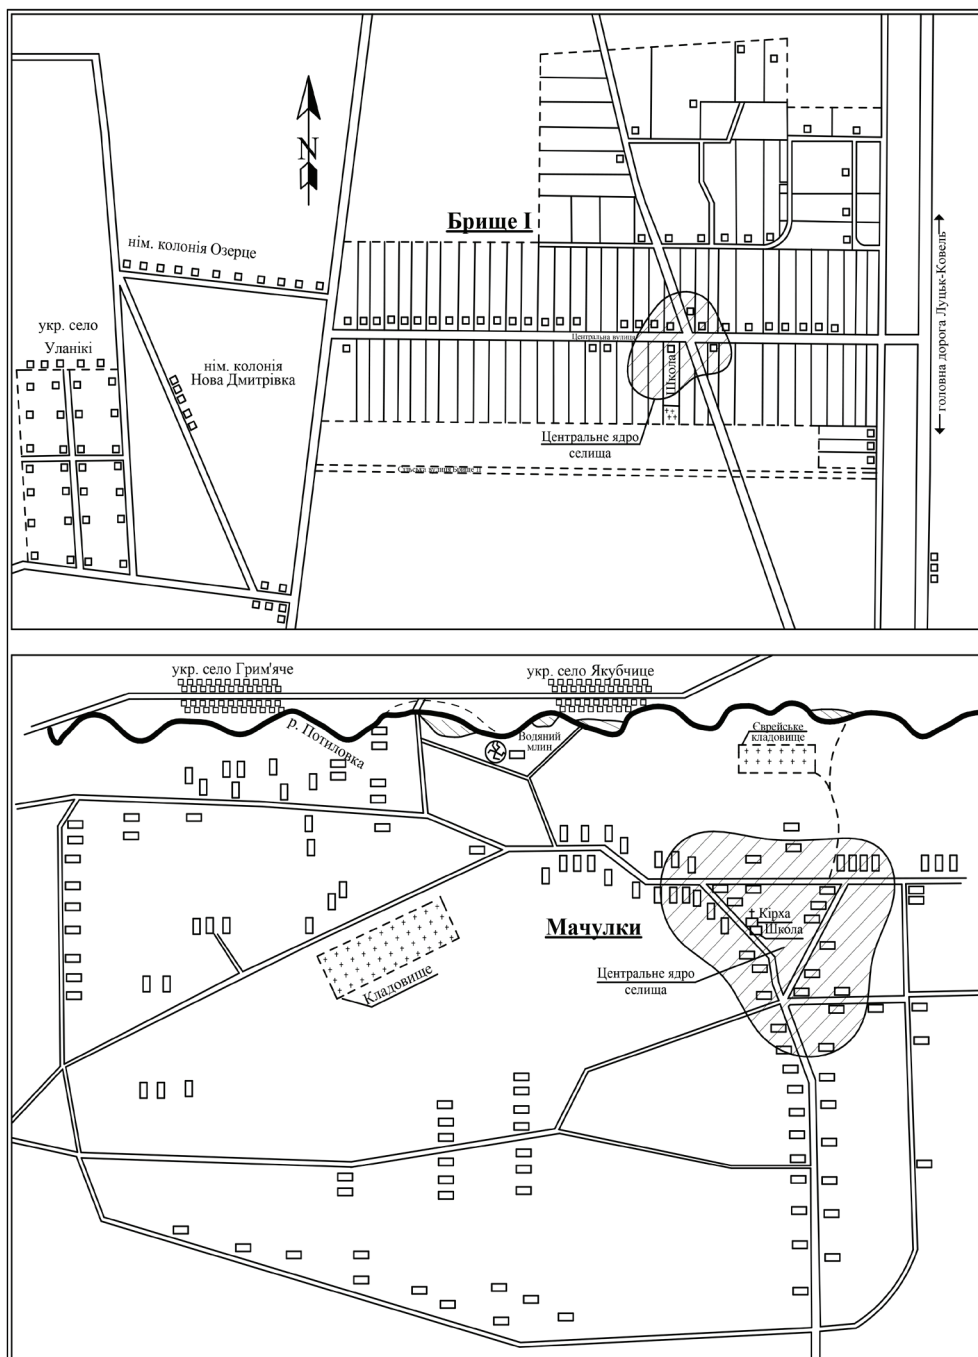 Брище І
N
нім. колонія Озерце
укр. село
Уланікі
нім. колонія
Нова Дмитрівка
Центральна вулиця
Школа
головна дорога Луцьк-Ковель
Центральне ядро
селища
укр. село Грим'яче
укр. село Якубчице
р. Потиловка
Водяний
млин
Єврейське
кладовище
Кірха
Школа
Мачулки
Центральне ядро
селища
Кладовище